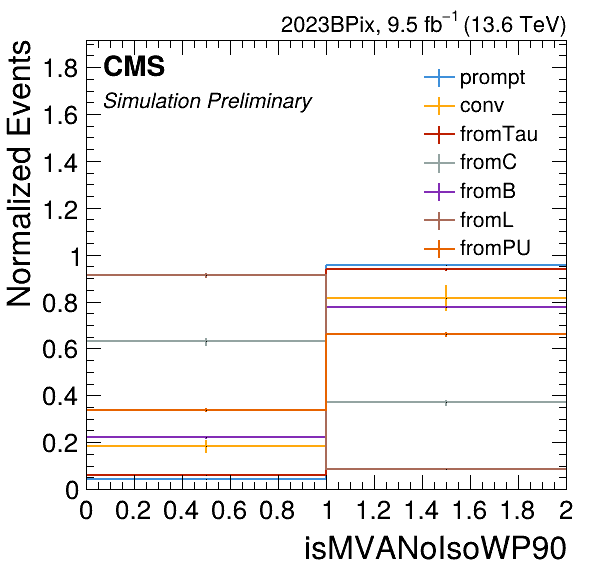 2023BPix, 9.5 fb⁻¹ (13.6 TeV)
CMS
Simulation Preliminary
prompt
conv
fromTau
fromC
fromB
fromL
fromPU
Normalized Events
1.8
1.6
1.4
1.2
1
0.8
0.6
0.4
0.2
0
0 0.2 0.4 0.6 0.8 1 1.2 1.4 1.6 1.8 2
isMVANoIsoWP90